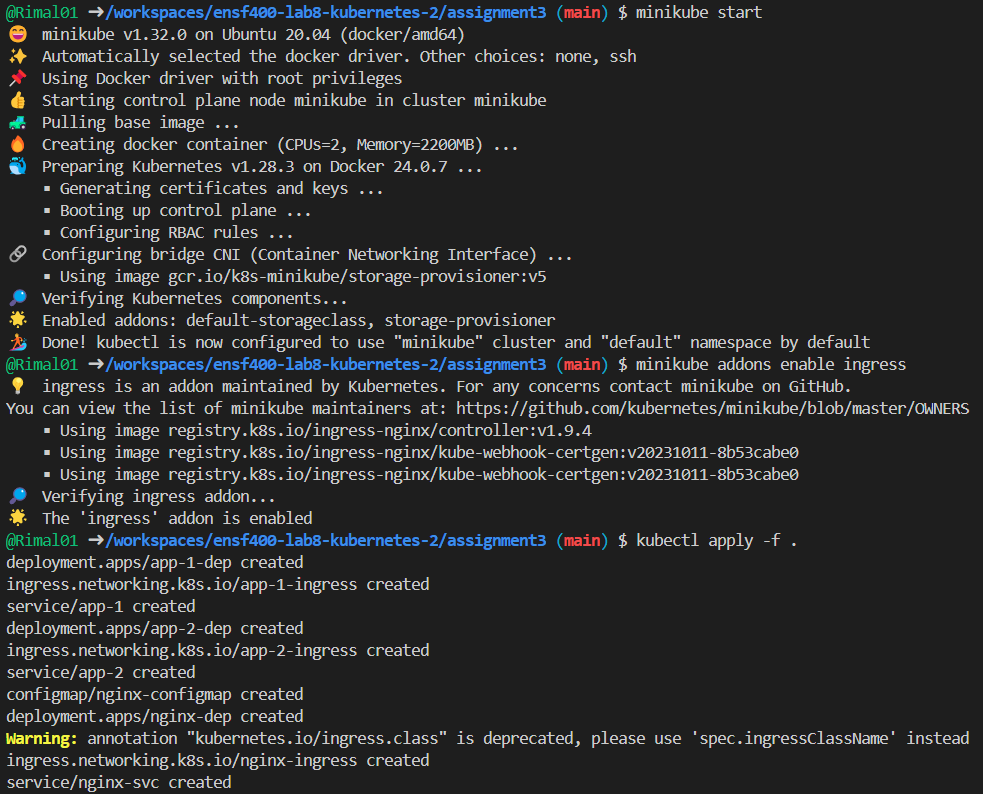 @Rimal01 ➜/workspaces/ensf400-lab8-kubernetes-2/assignment3 (main) $ minikube start
😄 minikube v1.32.0 on Ubuntu 20.04 (docker/amd64)
✨ Automatically selected the docker driver. Other choices: none, ssh
📌 Using Docker driver with root privileges
👍 Starting control plane node minikube in cluster minikube
🚜 Pulling base image ...
🔥 Creating docker container (CPUs=2, Memory=2200MB) ...
🐳 Preparing Kubernetes v1.28.3 on Docker 24.0.7 ...
▪ Generating certificates and keys ...
▪ Booting up control plane ...
▪ Configuring RBAC rules ...
🔗 Configuring bridge CNI (Container Networking Interface) ...
▪ Using image gcr.io/k8s-minikube/storage-provisioner:v5
🔎 Verifying Kubernetes components...
🌟 Enabled addons: default-storageclass, storage-provisioner
🏄 Done! kubectl is now configured to use "minikube" cluster and "default" namespace by default
@Rimal01 ➜/workspaces/ensf400-lab8-kubernetes-2/assignment3 (main) $ minikube addons enable ingress
💡 ingress is an addon maintained by Kubernetes. For any concerns contact minikube on GitHub.
You can view the list of minikube maintainers at: https://github.com/kubernetes/minikube/blob/master/OWNERS
▪ Using image registry.k8s.io/ingress-nginx/controller:v1.9.4
▪ Using image registry.k8s.io/ingress-nginx/kube-webhook-certgen:v20231011-8b53cabe0
▪ Using image registry.k8s.io/ingress-nginx/kube-webhook-certgen:v20231011-8b53cabe0
🔎 Verifying ingress addon...
🌟 The 'ingress' addon is enabled
@Rimal01 ➜/workspaces/ensf400-lab8-kubernetes-2/assignment3 (main) $ kubectl apply -f .
deployment.apps/app-1-dep created
ingress.networking.k8s.io/app-1-ingress created
service/app-1 created
deployment.apps/app-2-dep created
ingress.networking.k8s.io/app-2-ingress created
service/app-2 created
configmap/nginx-configmap created
deployment.apps/nginx-dep created
Warning: annotation "kubernetes.io/ingress.class" is deprecated, please use 'spec.ingressClassName' instead
ingress.networking.k8s.io/nginx-ingress created
service/nginx-svc created